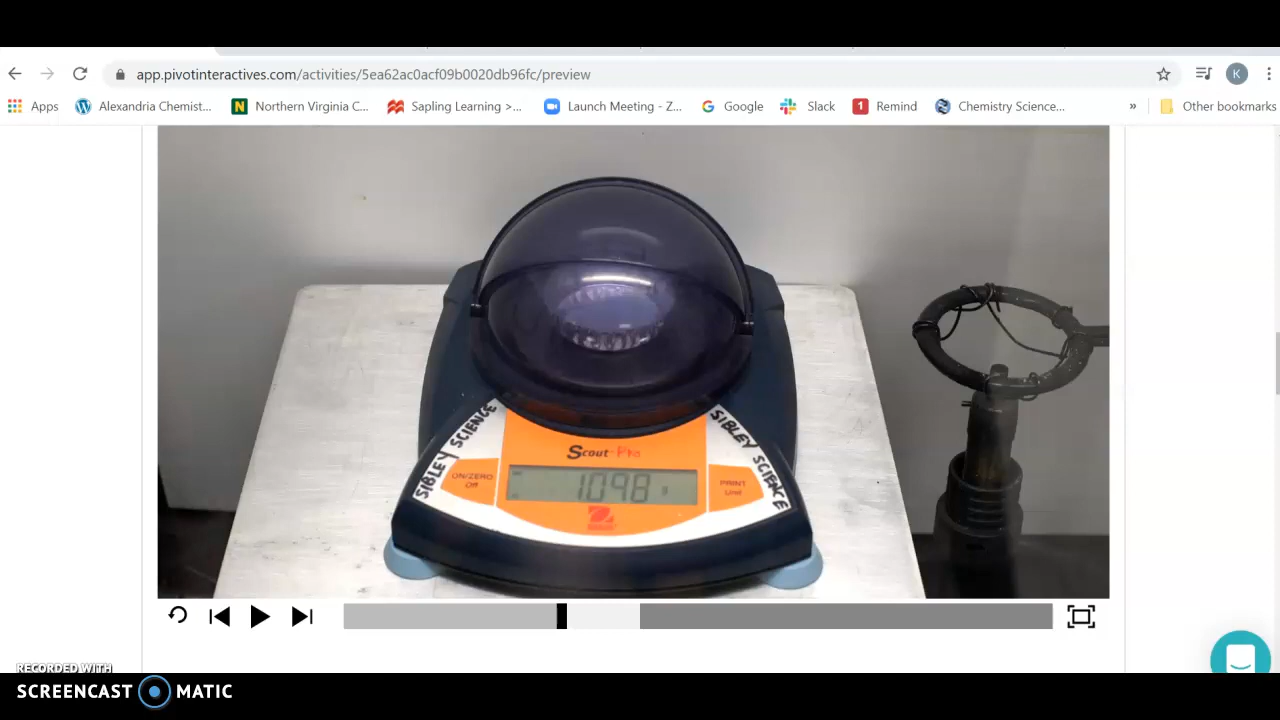 app.pivotinteractives.com/activities/5ea62ac0acf09b0020db96fc/preview
K
Apps
Alexandria Chemist...
N
Northern Virginia C...
Sapling Learning >...
Launch Meeting - Z...
Google
Slack
1
Remind
Chemistry Science...
»
Other bookmarks
SIBLEY SCIENCE
SIBLEY SCIENCE
Scout Pro
ON/ZERO
Off
PRINT
Unit
1098 g
RECORDED WITH
SCREENCAST MATIC